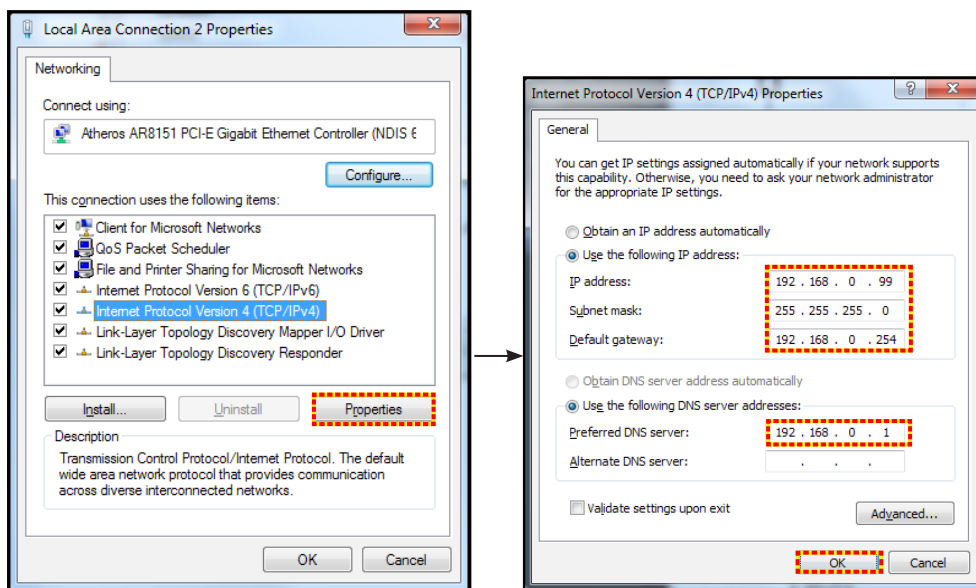 Local Area Connection 2 Properties
Networking
Connect using:
Atheros AR8151 PCI-E Gigabit Ethernet Controller (NDIS 6
Configure...
This connection uses the following items:
Client for Microsoft Networks
QoS Packet Scheduler
File and Printer Sharing for Microsoft Networks
Internet Protocol Version 6 (TCP/IPv6)
Internet Protocol Version 4 (TCP/IPv4)
Link-Layer Topology Discovery Mapper I/O Driver
Link-Layer Topology Discovery Responder
Install...
Uninstall
Properties
Description
Transmission Control Protocol/Internet Protocol. The default
wide area network protocol that provides communication
across diverse interconnected networks.
OK
Cancel
Internet Protocol Version 4 (TCP/IPv4) Properties
General
You can get IP settings assigned automatically if your network supports
this capability. Otherwise, you need to ask your network administrator
for the appropriate IP settings.
Obtain an IP address automatically
Use the following IP address:
IP address: 192 . 168 . 0 . 99
Subnet mask: 255 . 255 . 255 . 0
Default gateway: 192 . 168 . 0 . 254
Obtain DNS server address automatically
Use the following DNS server addresses:
Preferred DNS server: 192 . 168 . 0 . 1
Alternate DNS server: . . .
Validate settings upon exit
Advanced...
OK
Cancel